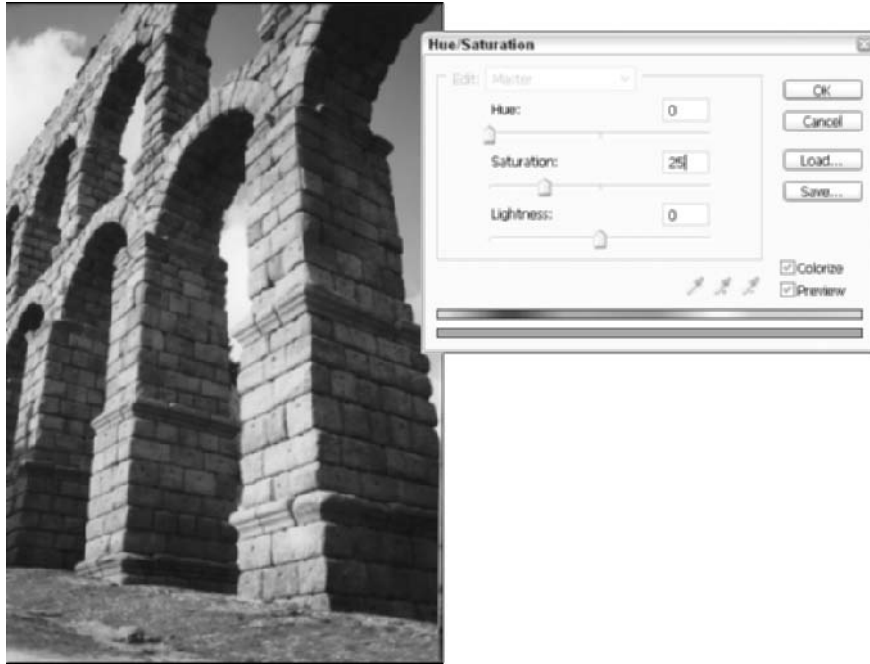 Hue/Saturation
Edit: Master
Hue: 0
Saturation: 25
Lightness: 0
OK
Cancel
Load...
Save...
Colorize
Preview